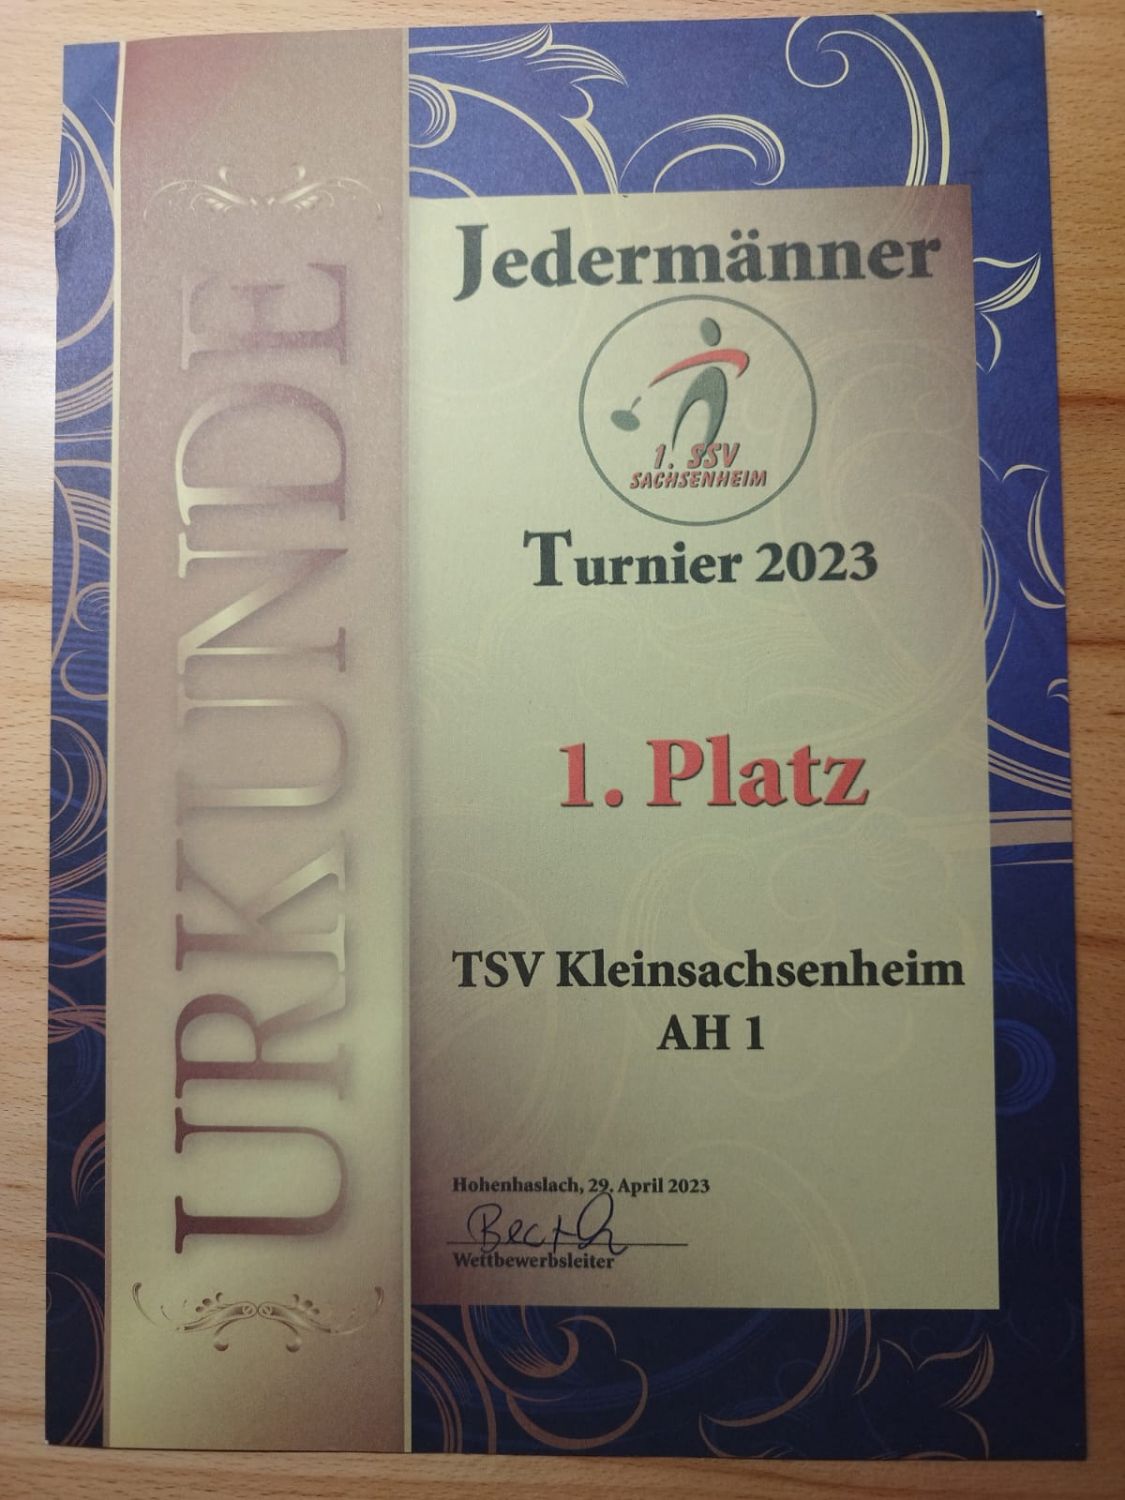 URKUNDE
Jedermänner
1. SSV
SACHSENHEIM
Turnier 2023
1. Platz
TSV Kleinsachsenheim
AH 1
Hohenhaslach, 29. April 2023
Wettbewerbsleiter